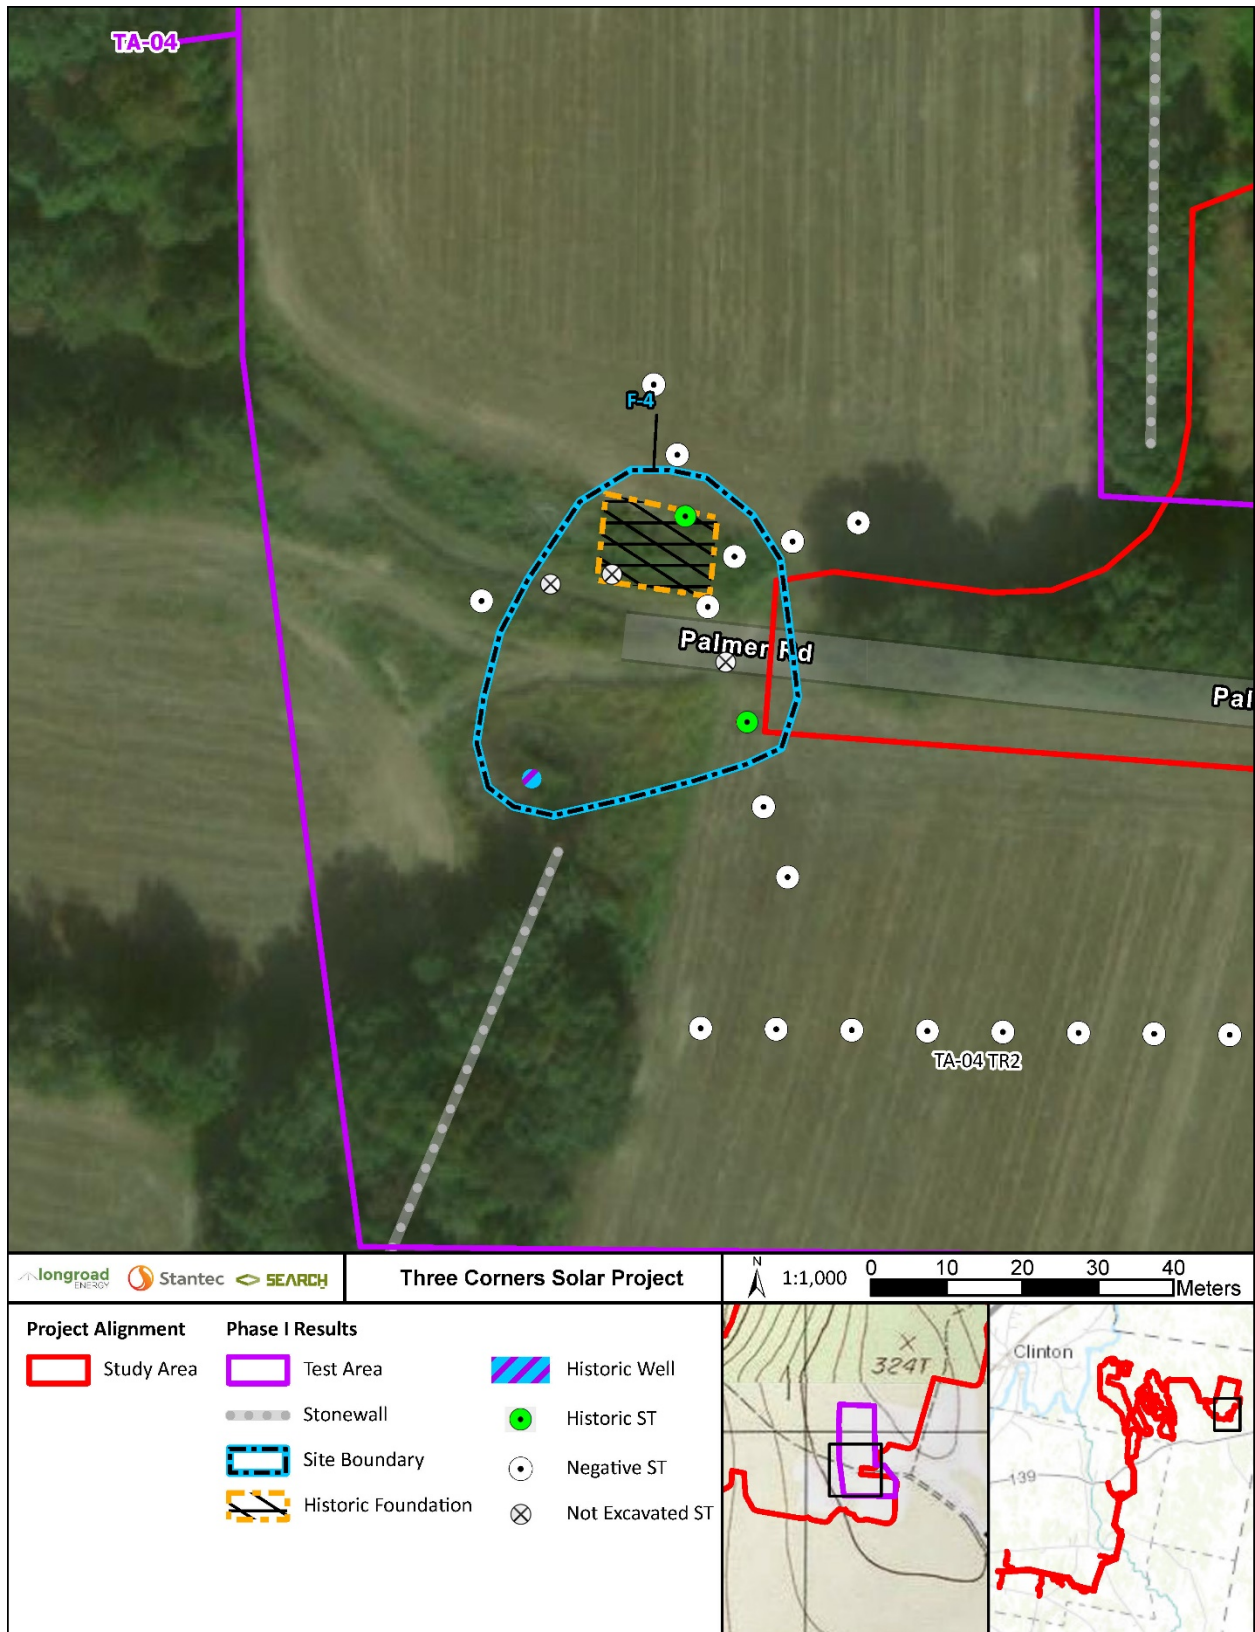 TA-04
F-4
Palmer Rd
Pal
TA-04 TR2
longroad
ENERGY
Stantec
SEARCH
Three Corners Solar Project
N
1:1,000
0 10 20 30 40
Meters
Project Alignment
Study Area
Phase I Results
Test Area
Stonewall
Site Boundary
Historic Foundation
Historic Well
Historic ST
Negative ST
Not Excavated ST
324T
Clinton
139